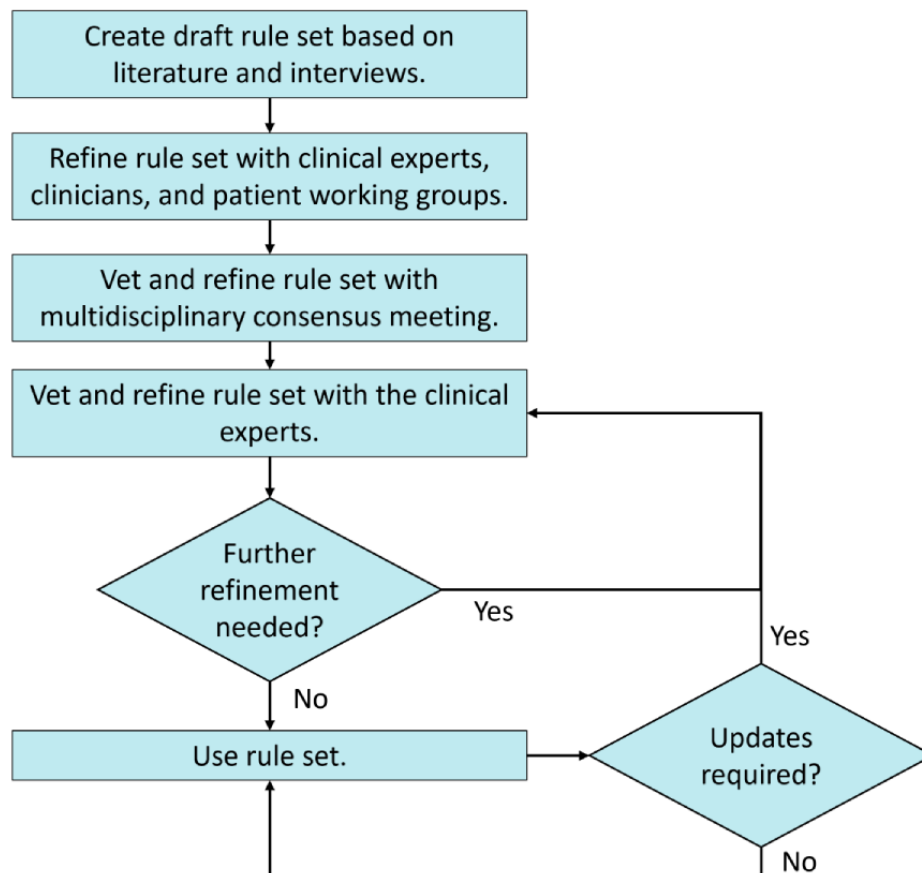 Create draft rule set based on
literature and interviews.
Refine rule set with clinical experts,
clinicians, and patient working groups.
Vet and refine rule set with
multidisciplinary consensus meeting.
Vet and refine rule set with the clinical
experts.
Further
refinement
needed?
Yes
No
Yes
Use rule set.
Updates
required?
No